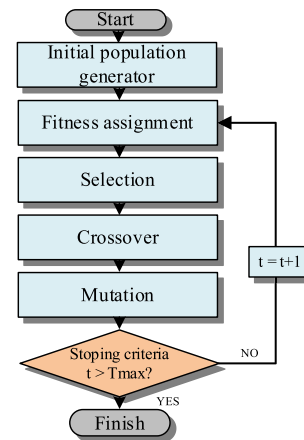 Start
Initial population
generator
Fitness assignment
Selection
Crossover
t = t+1
Mutation
Stoping criteria
t > Tmax?
NO
YES
Finish